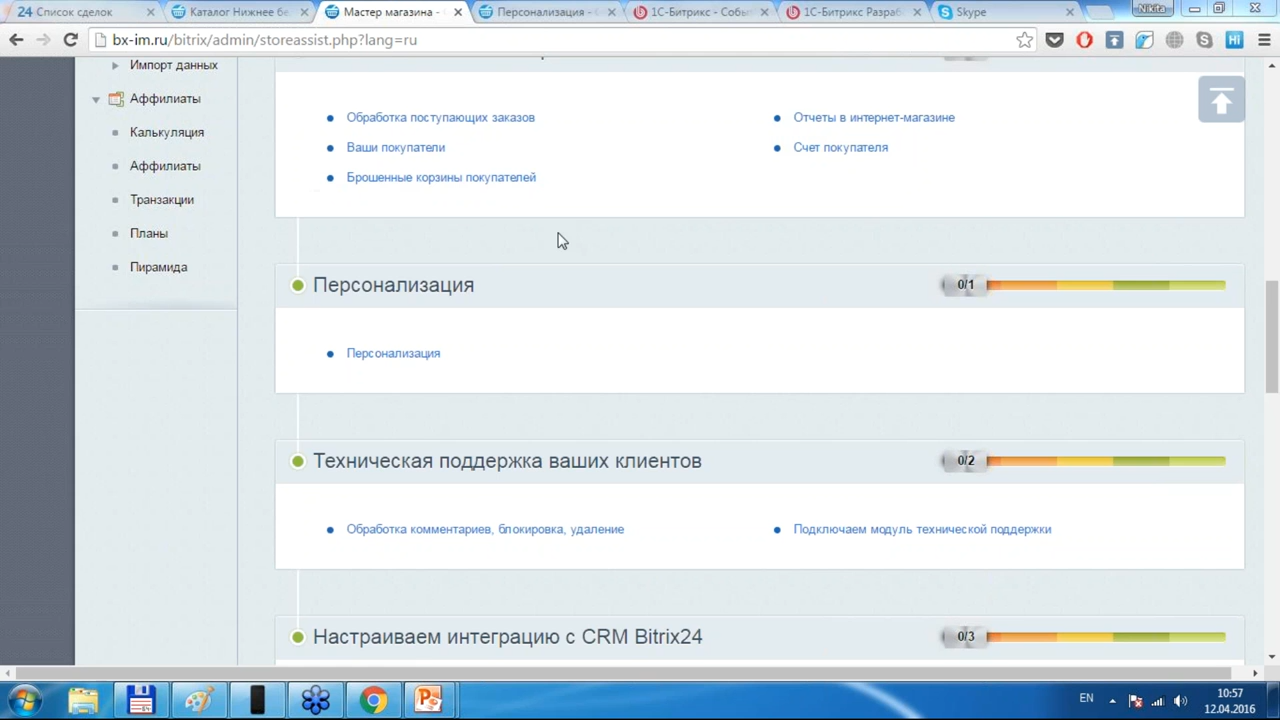 24 Список сделок
Каталог Нижнее бе
Мастер магазина -
Персонализация -
1С-Битрикс - Собы
1С-Битрикс Разраб
Skype
Nikita
bx-im.ru/bitrix/admin/storeassist.php?lang=ru
Импорт данных
Аффилиаты
Калькуляция
Аффилиаты
Транзакции
Планы
Пирамида
Обработка поступающих заказов
Отчеты в интернет-магазине
Ваши покупатели
Счет покупателя
Брошенные корзины покупателей
Персонализация
0/1
Персонализация
Техническая поддержка ваших клиентов
0/2
Обработка комментариев, блокировка, удаление
Подключаем модуль технической поддержки
Настраиваем интеграцию с CRM Bitrix24
0/3
EN
10:57
12.04.2016